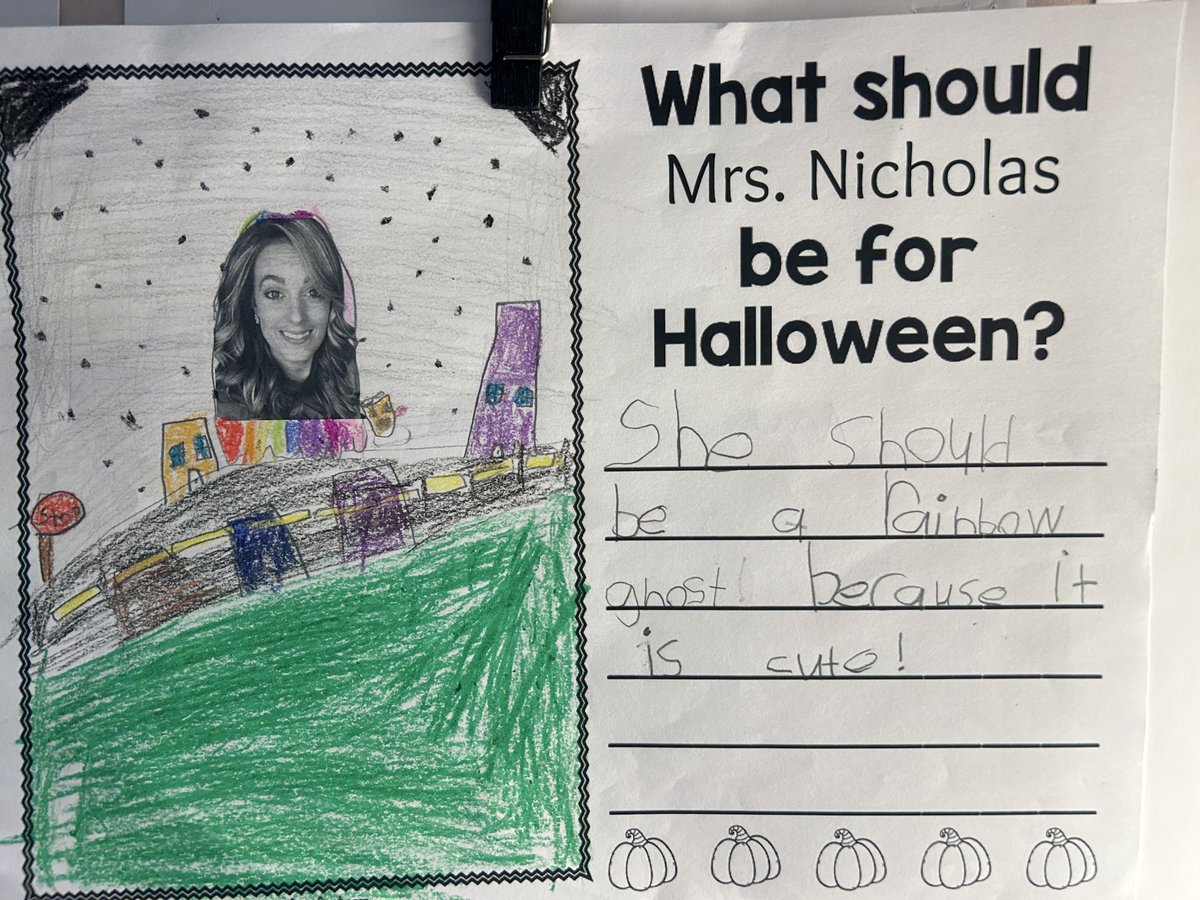 What should
Mrs. Nicholas
be for
Halloween?
She should
be a Rainbow
ghost! because it
is cute!
Stop